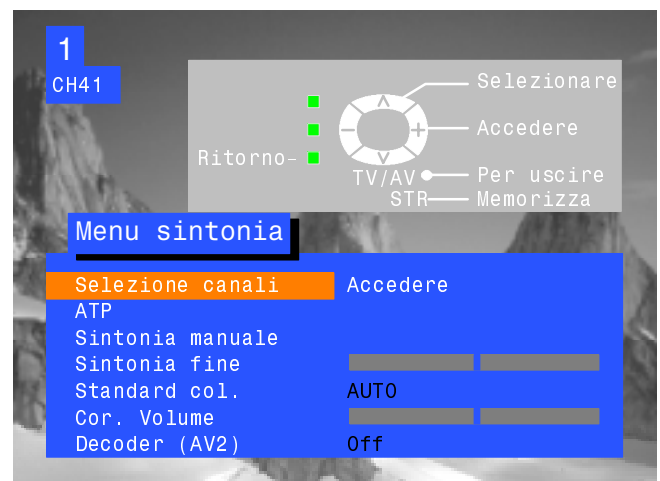 1
CH41
Selezionare
Accedere
Ritorno
TV/AV Per uscire
STR Memorizza
Menu sintonia
Selezione canali Accedere
ATP
Sintonia manuale
Sintonia fine
Standard col. AUTO
Cor. Volume
Decoder (AV2) Off